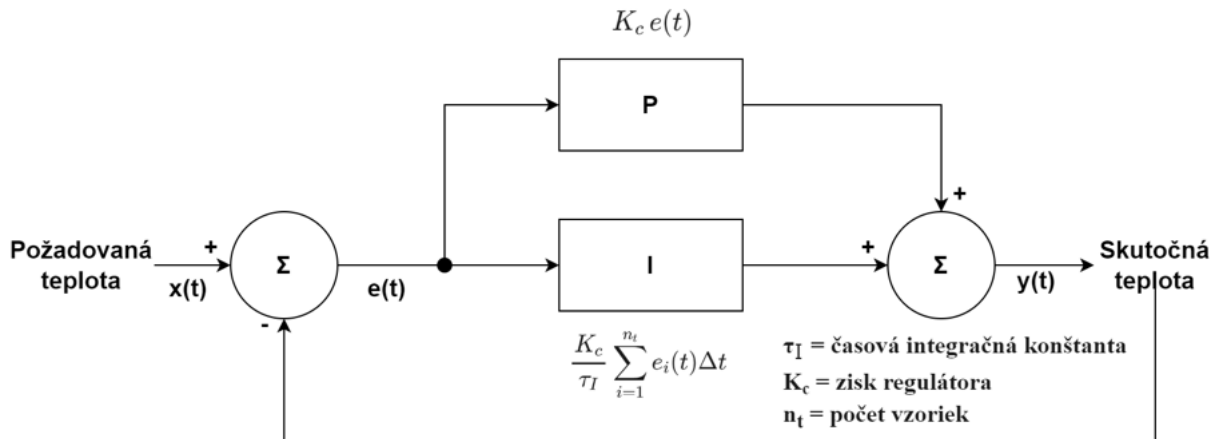 K_c e(t)
P
+
Požadovaná
teplota
+
x(t)
-
Σ
e(t)
I
+
Σ
y(t)
Skutočná
teplota
K_c/τ_I ∑_{i=1}^{n_t} e_i(t)Δt
τ_I = časová integračná konštanta
K_c = zisk regulátora
n_t = počet vzoriek